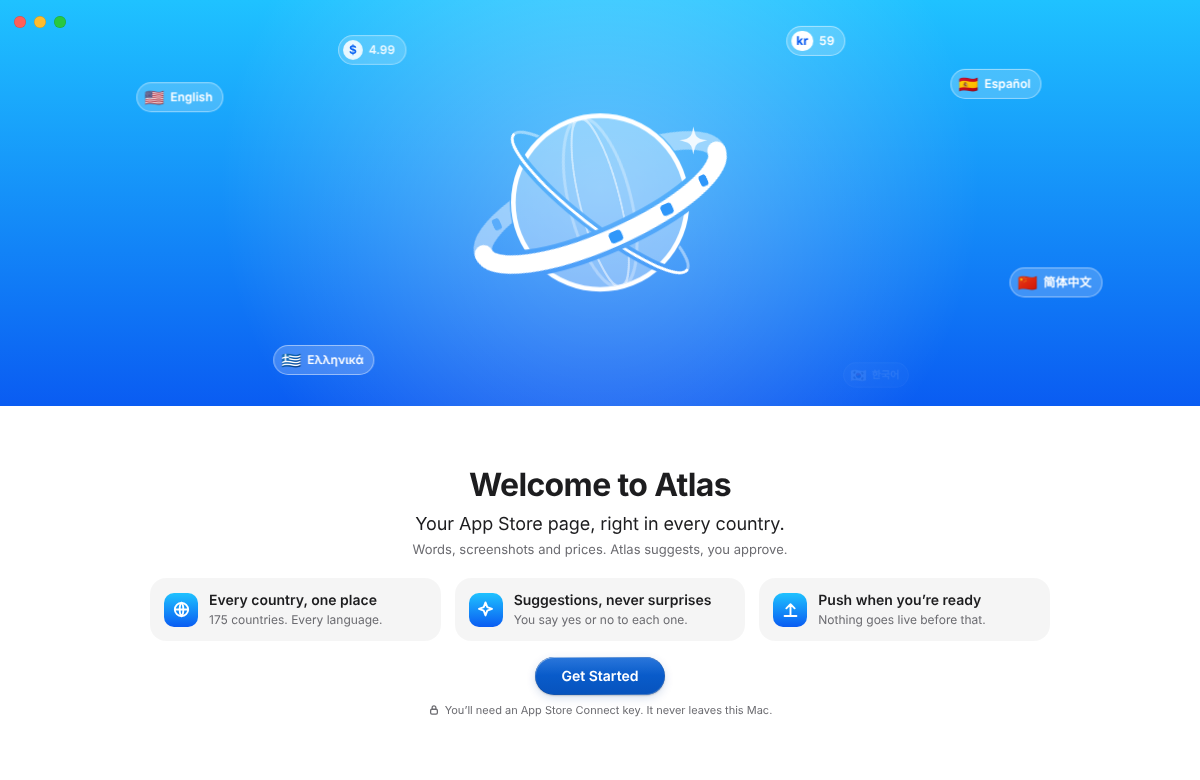 $ 4.99
kr 59
English
Español
简体中文
Ελληνικά
한국어
Welcome to Atlas
Your App Store page, right in every country.
Words, screenshots and prices. Atlas suggests, you approve.
Every country, one place
175 countries. Every language.
Suggestions, never surprises
You say yes or no to each one.
Push when you’re ready
Nothing goes live before that.
Get Started
You’ll need an App Store Connect key. It never leaves this Mac.